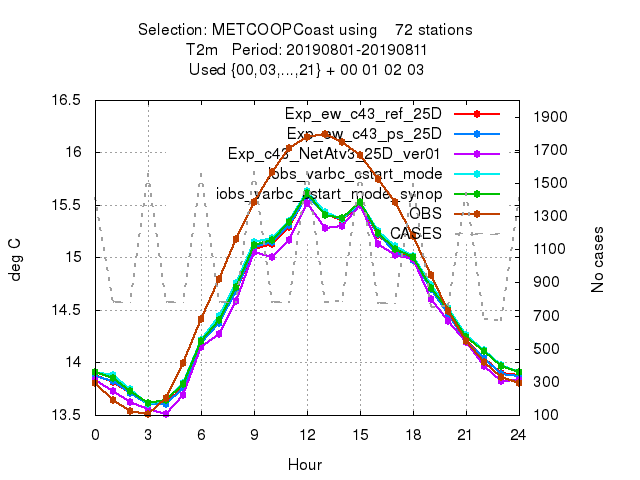 Selection: METCOOPCoast using 72 stations
T2m Period: 20190801-20190811
Used {00,03,...,21} + 00 01 02 03
Exp_ew_c43_ref_25D
Exp_ew_c43_ps_25D
Exp_c43_NetAtv3_25D_ver01
iobs_varbc_cstart_mode
iobs_varbc_cstart_mode_synop
OBS
CASES
deg C
16.5
16
15.5
15
14.5
14
13.5
1900
1700
1500
1300
1100
900
700
500
300
100
No cases
0 3 6 9 12 15 18 21 24
Hour